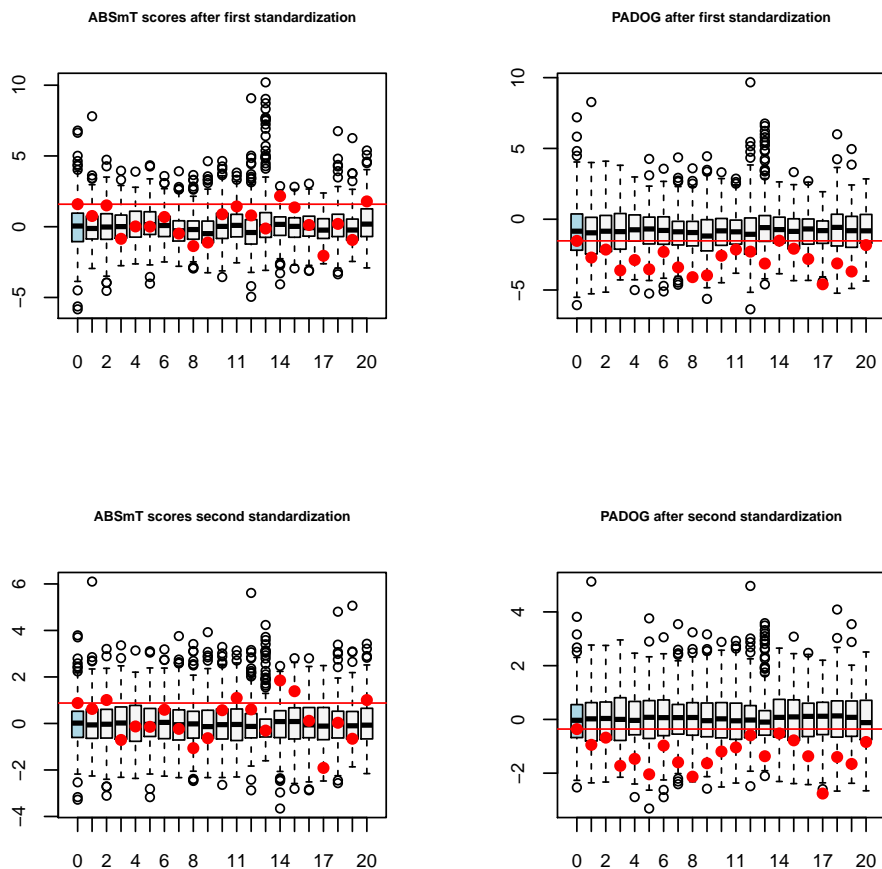 ABSmT scores after first standardization
10
5
0
−5
0 2 4 6 8 11 14 17 20
PADOG after first standardization
10
5
0
−5
0 2 4 6 8 11 14 17 20
ABSmT scores second standardization
6
4
2
0
−2
−4
0 2 4 6 8 11 14 17 20
PADOG after second standardization
4
2
0
−2
0 2 4 6 8 11 14 17 20